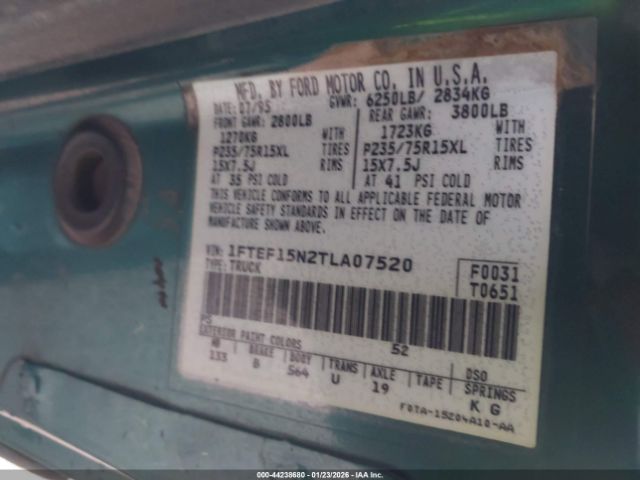 MFD. BY FORD MOTOR CO. IN U.S.A.
DATE: 07/95 GVWR: 6250LB/ 2834KG
FRONT GAWR: 2800LB REAR GAWR: 3800LB
1270KG WITH 1723KG WITH
P235/75R15XL TIRES P235/75R15XL TIRES
15X7.5J RIMS 15X7.5J RIMS
AT 35 PSI COLD AT 41 PSI COLD
THIS VEHICLE CONFORMS TO ALL APPLICABLE FEDERAL MOTOR
VEHICLE SAFETY STANDARDS IN EFFECT ON THE DATE OF
MANUFACTURE SHOWN ABOVE.
VIN: 1FTEF15N2TLA07520 F0031
TYPE: TRUCK T0651
EXTERIOR PAINT COLORS 52
WB BRAKE BODY TRANS AXLE TAPE DSO SPRINGS
133 B 564 U 19 K G
F0TA-15204A10-AA
000-44238680 - 01/23/2026 - IAA Inc.